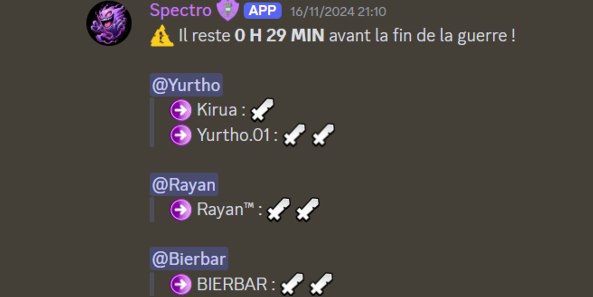 Spectro APP 16/11/2024 21:10
Il reste 0 H 29 MIN avant la fin de la guerre !
@Yurtho
Kirua :
Yurtho.01 :
@Rayan
Rayan™ :
@Bierbar
BIERBAR :